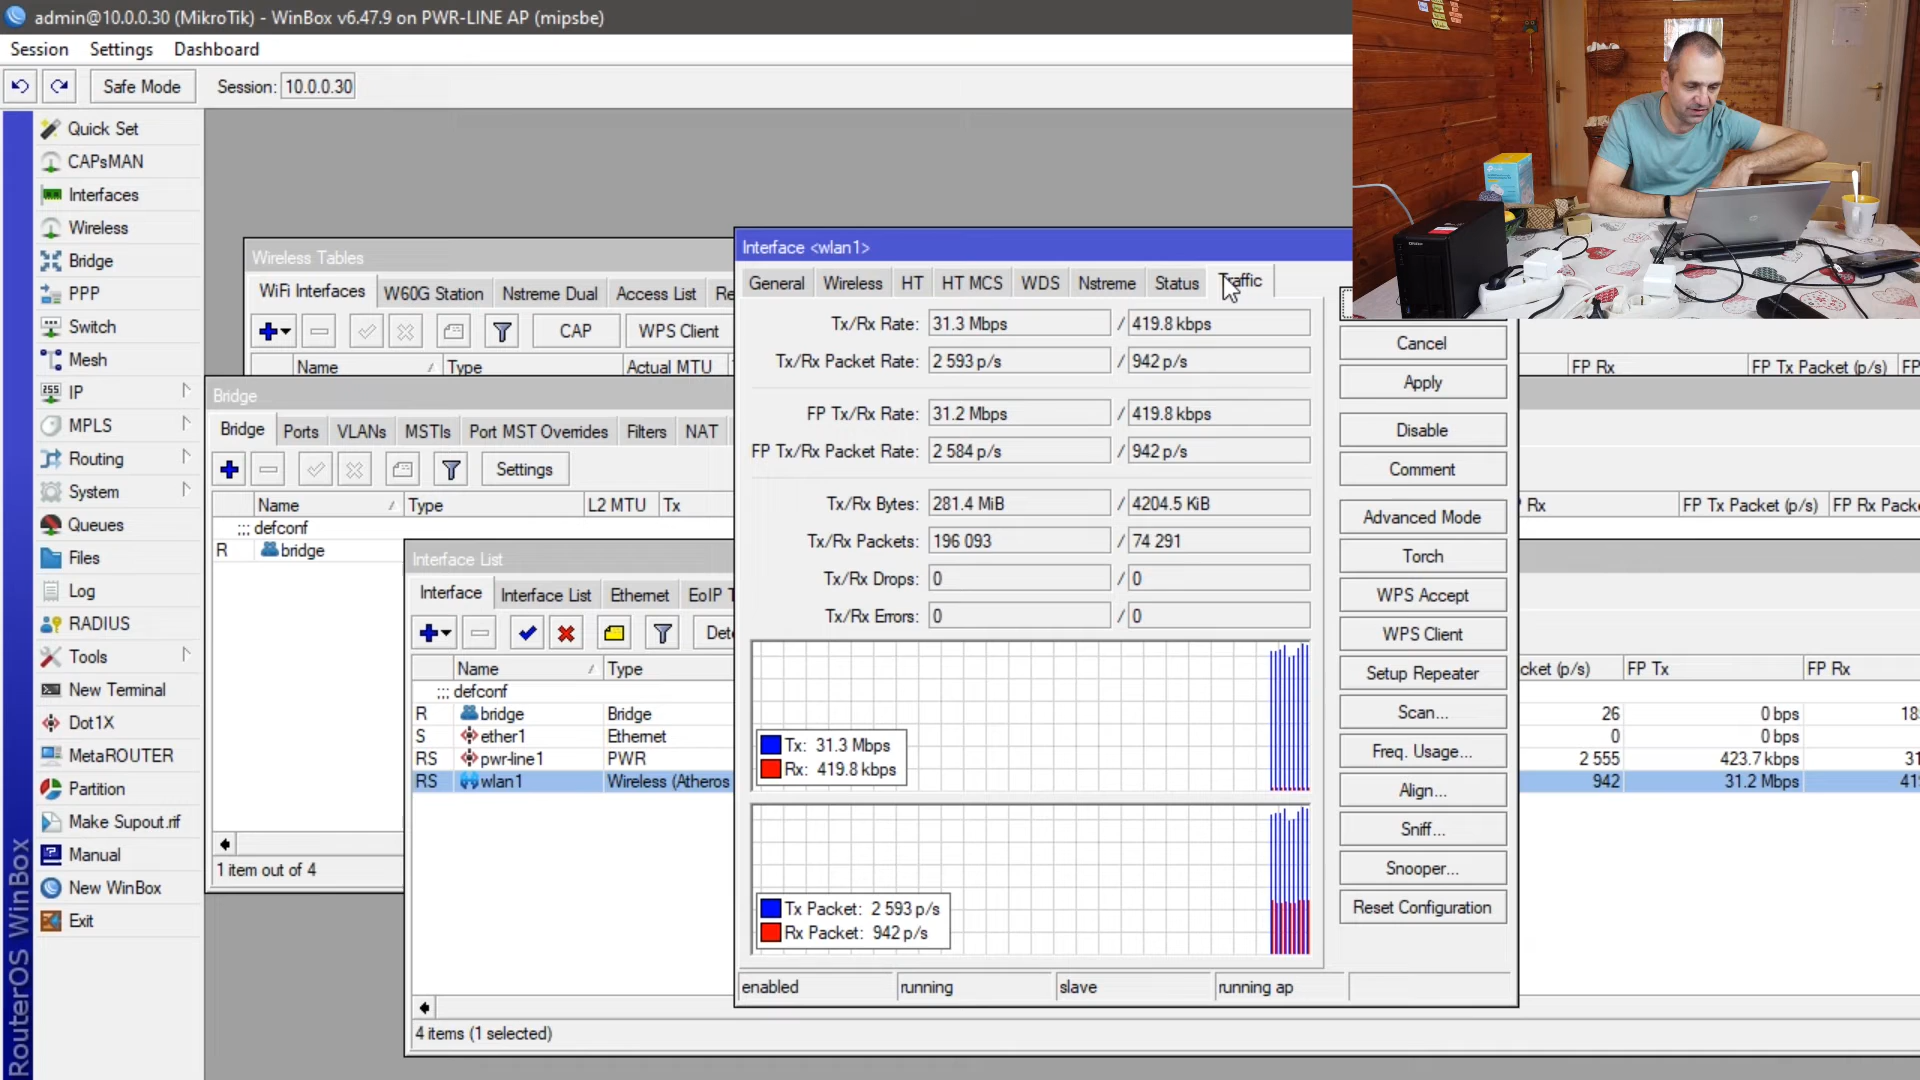 admin@10.0.0.30 (MikroTik) - WinBox v6.47.9 on PWR-LINE AP (mipsbe)
Session Settings Dashboard
Safe Mode Session: 10.0.0.30
Quick Set
CAPsMAN
Interfaces
Wireless
Bridge
PPP
Switch
Mesh
IP
MPLS
Routing
System
Queues
Files
Log
RADIUS
Tools
New Terminal
Dot1X
MetaROUTER
Partition
Make Supout.rif
Manual
New WinBox
Exit
RouterOS WinBox
Wireless Tables
WiFi Interfaces W60G Station Nstreme Dual Access List Re
CAP WPS Client
Name Type Actual MTU
FP Rx FP Tx Packet (p/s) FP
Bridge
Bridge Ports VLANs MSTIs Port MST Overrides Filters NAT
Settings
Name Type L2 MTU Tx
Rx FP Tx Packet (p/s) FP Rx Packe
;;; defconf
R bridge
1 item out of 4
Interface List
Interface Interface List Ethernet EoIP T
Dete
Name Type
cket (p/s) FP Tx FP Rx
;;; defconf
R bridge Bridge
26 0 bps 18
S ether1 Ethernet
0 0 bps
RS pwr-line1 PWR
2 555 423.7 kbps 31
RS wlan1 Wireless (Atheros
942 31.2 Mbps 41
4 items (1 selected)
Interface <wlan1>
General Wireless HT HT MCS WDS Nstreme Status Traffic
Tx/Rx Rate: 31.3 Mbps / 419.8 kbps
Tx/Rx Packet Rate: 2 593 p/s / 942 p/s
FP Tx/Rx Rate: 31.2 Mbps / 419.8 kbps
FP Tx/Rx Packet Rate: 2 584 p/s / 942 p/s
Tx/Rx Bytes: 281.4 MiB / 4204.5 KiB
Tx/Rx Packets: 196 093 / 74 291
Tx/Rx Drops: 0 / 0
Tx/Rx Errors: 0 / 0
Tx: 31.3 Mbps
Rx: 419.8 kbps
Tx Packet: 2 593 p/s
Rx Packet: 942 p/s
enabled running slave running ap
Cancel
Apply
Disable
Comment
Advanced Mode
Torch
WPS Accept
WPS Client
Setup Repeater
Scan...
Freq. Usage...
Align...
Sniff...
Snooper...
Reset Configuration